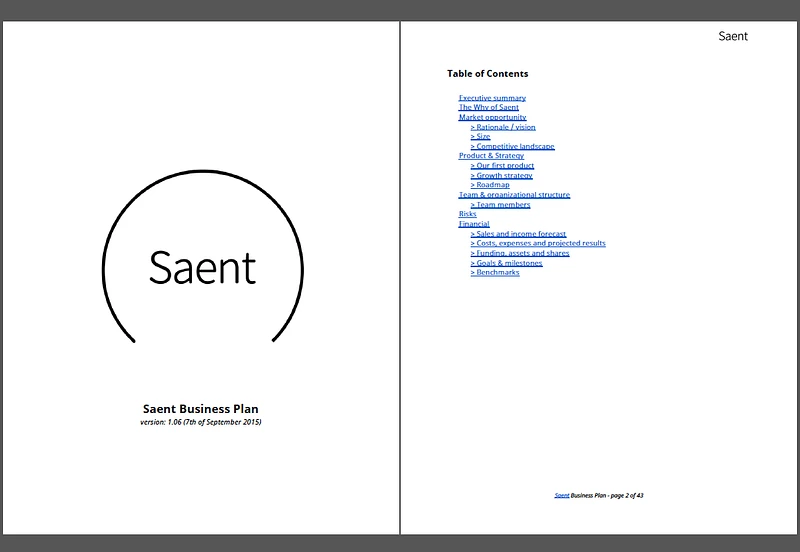 Saent
Saent Business Plan
version: 1.06 (7th of September 2015)
Saent
Table of Contents
Executive summary
The Why of Saent
Market opportunity
> Rationale / vision
> Size
> Competitive landscape
Product & Strategy
> Our first product
> Growth strategy
> Roadmap
Team & organizational structure
> Team members
Risks
Financial
> Sales and income forecast
> Costs, expenses and projected results
> Funding, assets and shares
> Goals & milestones
> Benchmarks
Saent Business Plan - page 2 of 43